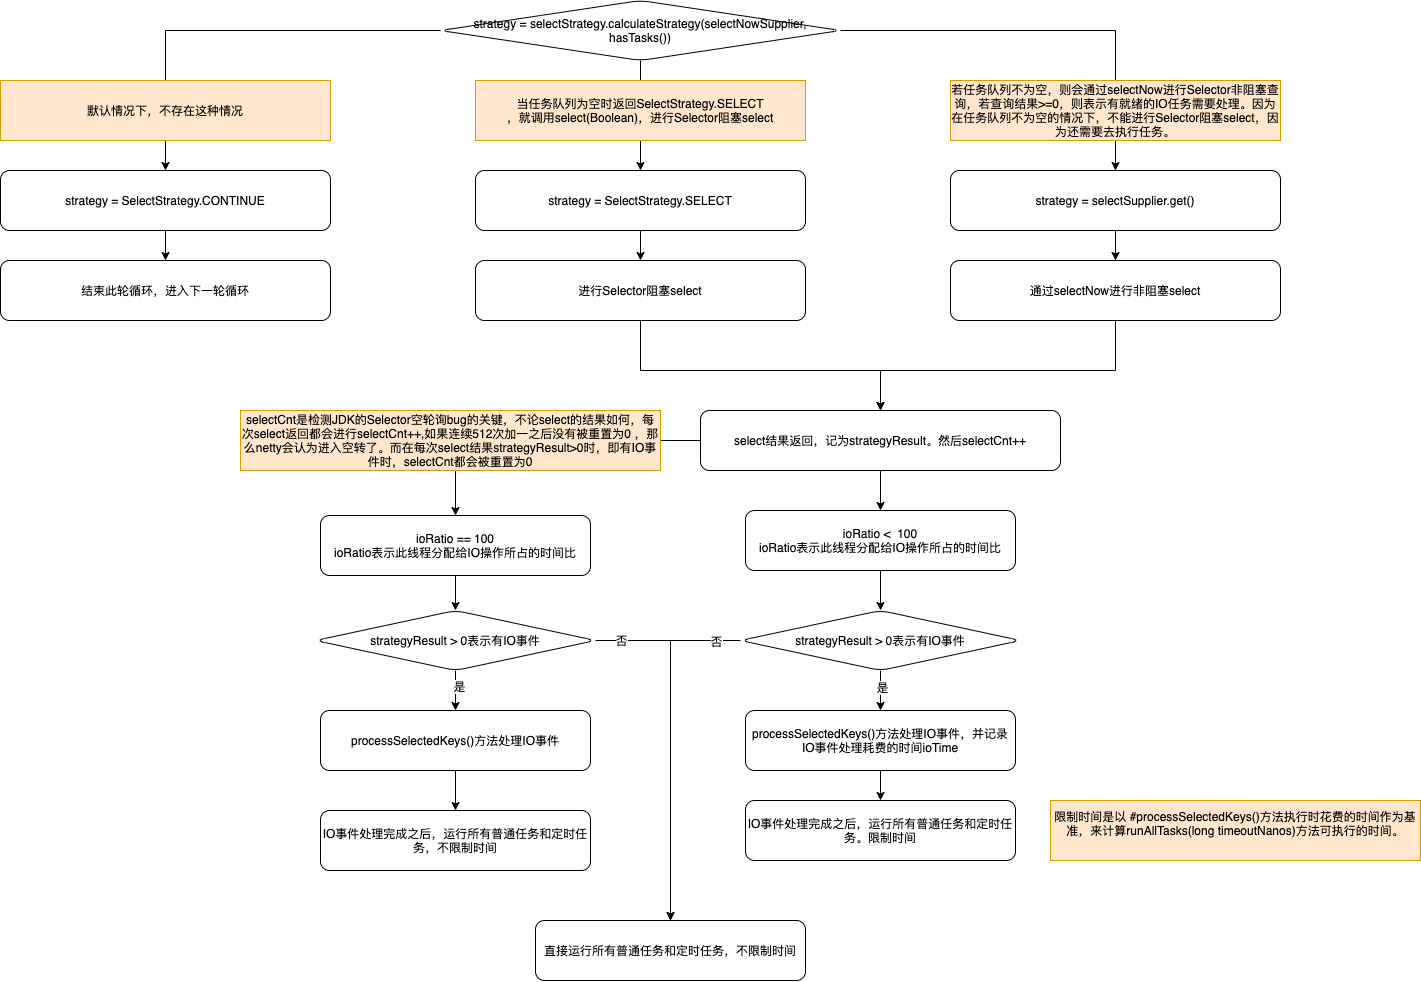 strategy = selectStrategy.calculateStrategy(selectNowSupplier,
hasTasks())
默认情况下，不存在这种情况
当任务队列为空时返回SelectStrategy.SELECT
，就调用select(Boolean)，进行Selector阻塞select
若任务队列不为空，则会通过selectNow进行Selector非阻塞查
询，若查询结果>=0，则表示有就绪的IO任务需要处理。因为
在任务队列不为空的情况下，不能进行Selector阻塞select，因
为还需要去执行任务。
strategy = SelectStrategy.CONTINUE
strategy = SelectStrategy.SELECT
strategy = selectSupplier.get()
结束此轮循环，进入下一轮循环
进行Selector阻塞select
通过selectNow进行非阻塞select
selectCnt是检测JDK的Selector空轮询bug的关键，不论select的结果如何，每
次select返回都会进行selectCnt++,如果连续512次加一之后没有被重置为0 ，那
么netty会认为进入空转了。而在每次select结果strategyResult>0时，即有IO事
件时，selectCnt都会被重置为0
select结果返回，记为strategyResult。然后selectCnt++
ioRatio == 100
ioRatio表示此线程分配给IO操作所占的时间比
ioRatio <  100
ioRatio表示此线程分配给IO操作所占的时间比
strategyResult > 0表示有IO事件
否
否
strategyResult > 0表示有IO事件
是
是
processSelectedKeys()方法处理IO事件
processSelectedKeys()方法处理IO事件，并记录
IO事件处理耗费的时间ioTime
IO事件处理完成之后，运行所有普通任务和定时任
务，不限制时间
IO事件处理完成之后，运行所有普通任务和定时任
务。限制时间
限制时间是以 #processSelectedKeys()方法执行时花费的时间作为基
准，来计算runAllTasks(long timeoutNanos)方法可执行的时间。
直接运行所有普通任务和定时任务，不限制时间